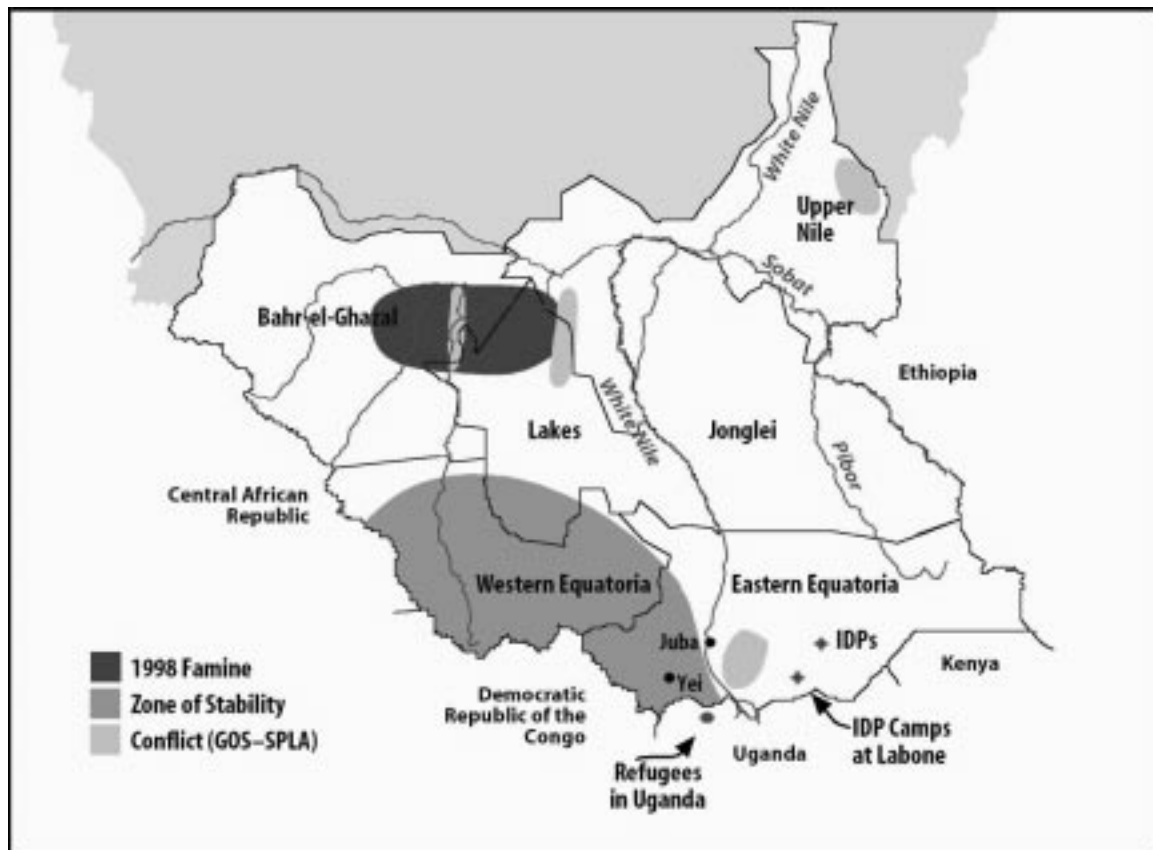 White Nile
Upper
Nile
Sobat
Bahr-el-Ghazal
Ethiopia
White Nile
Lakes
Jonglei
Pibor
Central African
Republic
Western Equatoria
Eastern Equatoria
Juba
IDPs
Kenya
Yei
1998 Famine
Zone of Stability
Conflict (GOS–SPLA)
Democratic
Republic of the
Congo
Uganda
IDP Camps
at Labone
Refugees
in Uganda